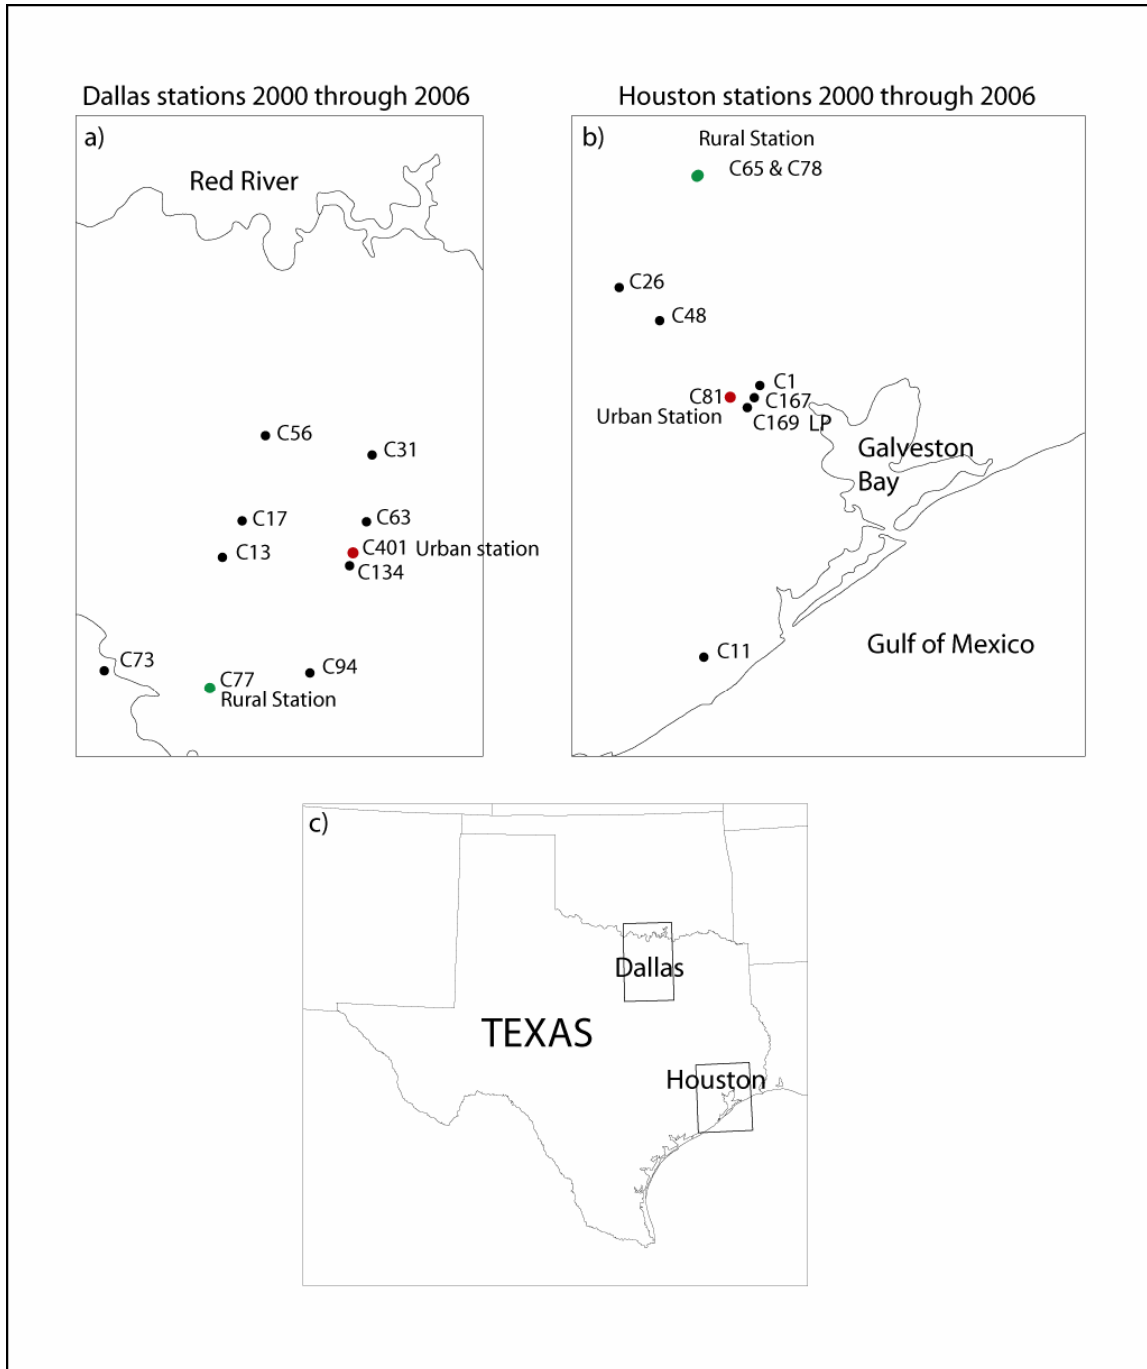 Dallas stations 2000 through 2006
a)
Red River
C56
C31
C17
C63
C13
C401 Urban station
C134
C73
C77
C94
Rural Station
Houston stations 2000 through 2006
b)
Rural Station
C65 & C78
C26
C48
C1
C81
C167
Urban Station
C169 LP
Galveston
Bay
C11
Gulf of Mexico
c)
Dallas
TEXAS
Houston